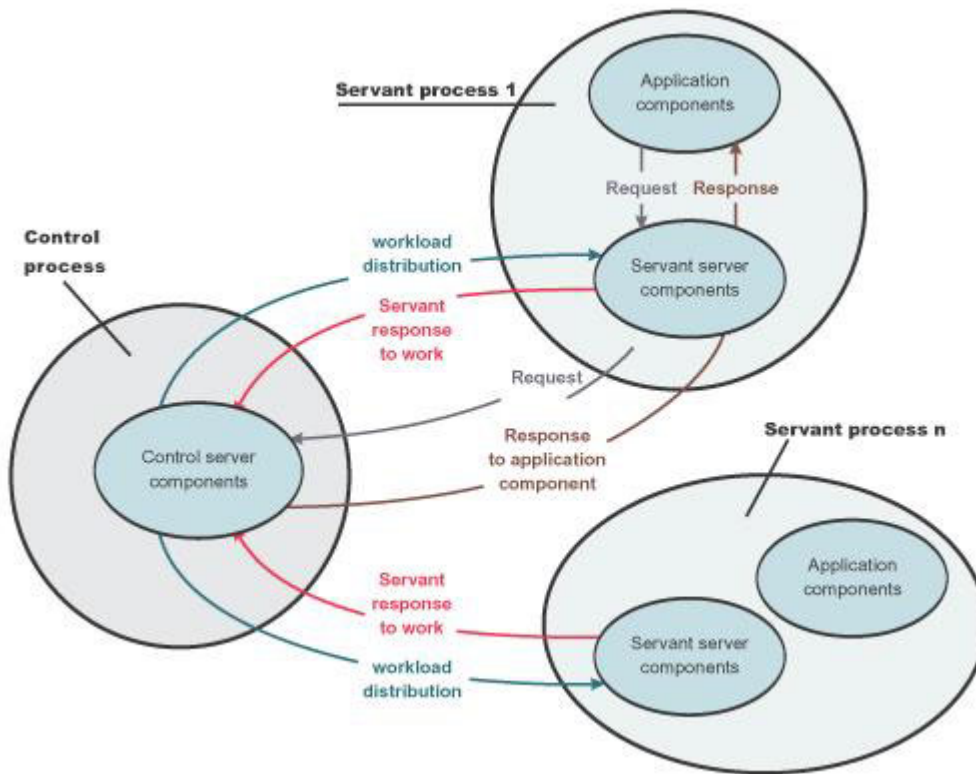 Servant process 1
Application
components
Request
Response
Control
process
workload
distribution
Servant server
components
Servant
response
to work
Request
Control server
components
Response
to application
component
Servant process n
Application
components
Servant
response
to work
Servant server
components
workload
distribution